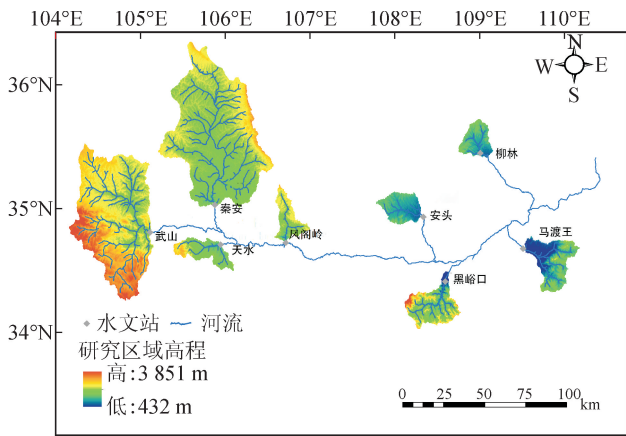 104°E 105°E 106°E 107°E 108°E 109°E 110°E
N
W E
S
36°N
柳林
35°N
秦安
安头
武山
凤阁岭
马渡王
天水
黑峪口
34°N
水文站 河流
研究区域高程
高:3 851 m
低:432 m
0 25 50 75 100
km